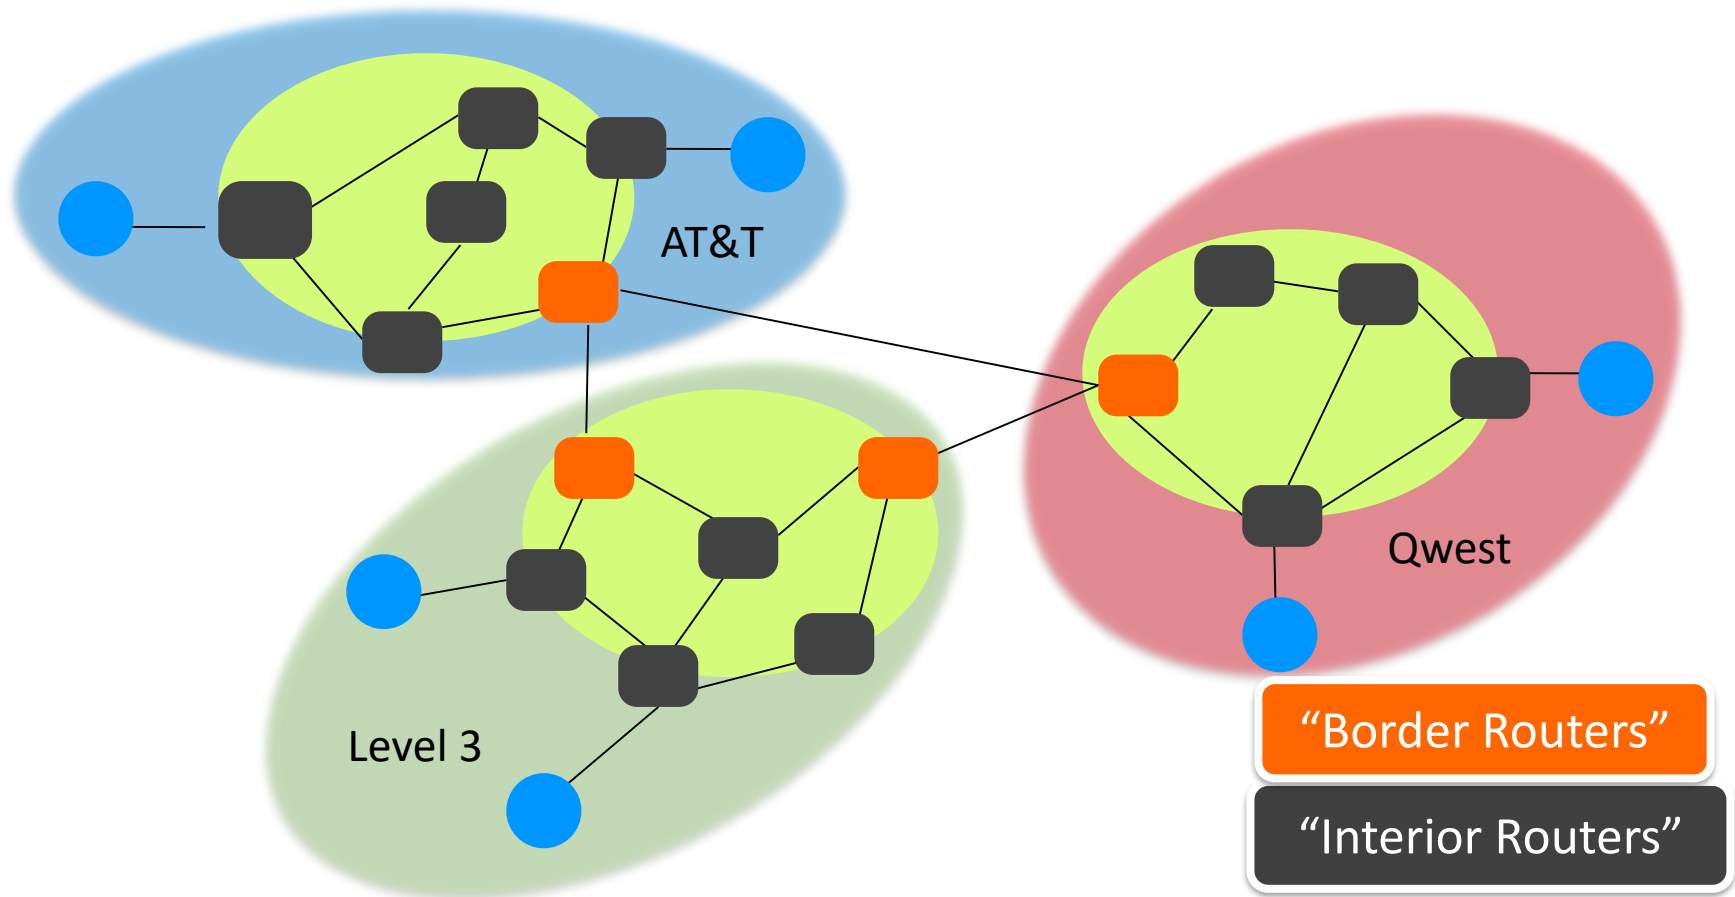 AT&T
Qwest
Level 3
“Border Routers”
“Interior Routers”